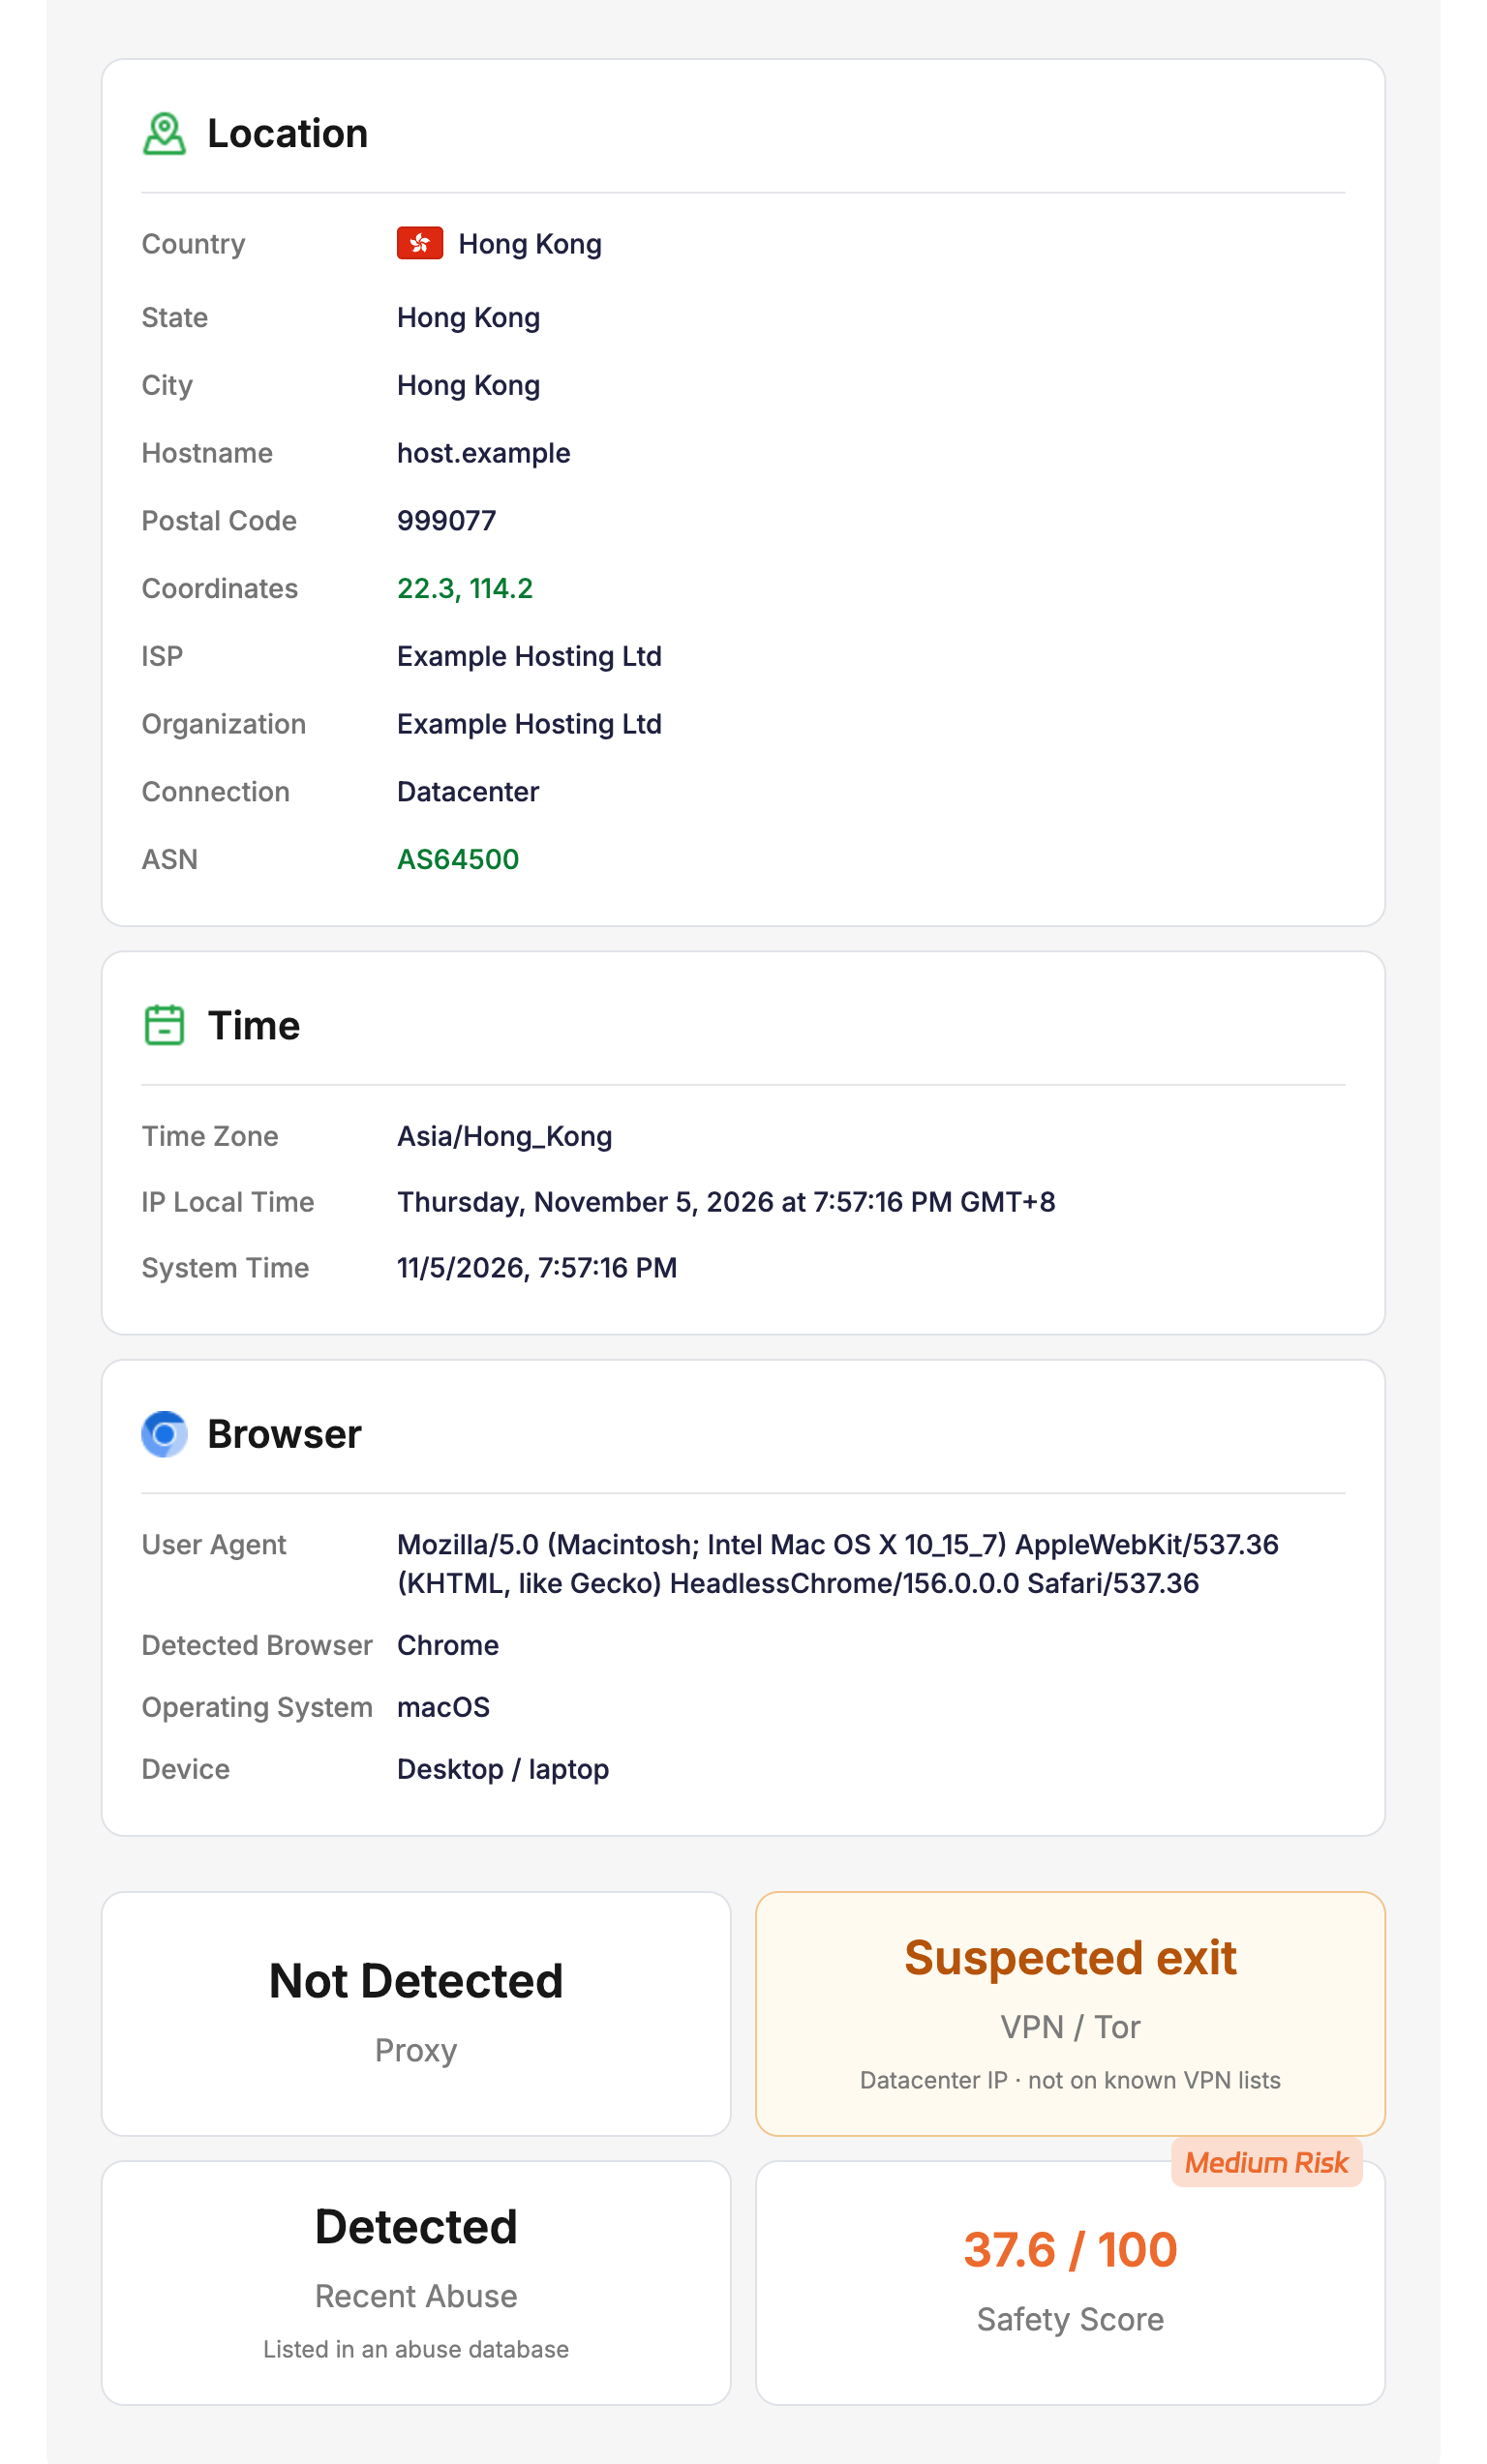 Location
Country Hong Kong
State Hong Kong
City Hong Kong
Hostname host.example
Postal Code 999077
Coordinates 22.3, 114.2
ISP Example Hosting Ltd
Organization Example Hosting Ltd
Connection Datacenter
ASN AS64500
Time
Time Zone Asia/Hong_Kong
IP Local Time Thursday, November 5, 2026 at 7:57:16 PM GMT+8
System Time 11/5/2026, 7:57:16 PM
Browser
User Agent Mozilla/5.0 (Macintosh; Intel Mac OS X 10_15_7) AppleWebKit/537.36
(KHTML, like Gecko) HeadlessChrome/156.0.0.0 Safari/537.36
Detected Browser Chrome
Operating System macOS
Device Desktop / laptop
Not Detected
Proxy
Suspected exit
VPN / Tor
Datacenter IP · not on known VPN lists
Detected
Recent Abuse
Listed in an abuse database
Medium Risk
37.6 / 100
Safety Score